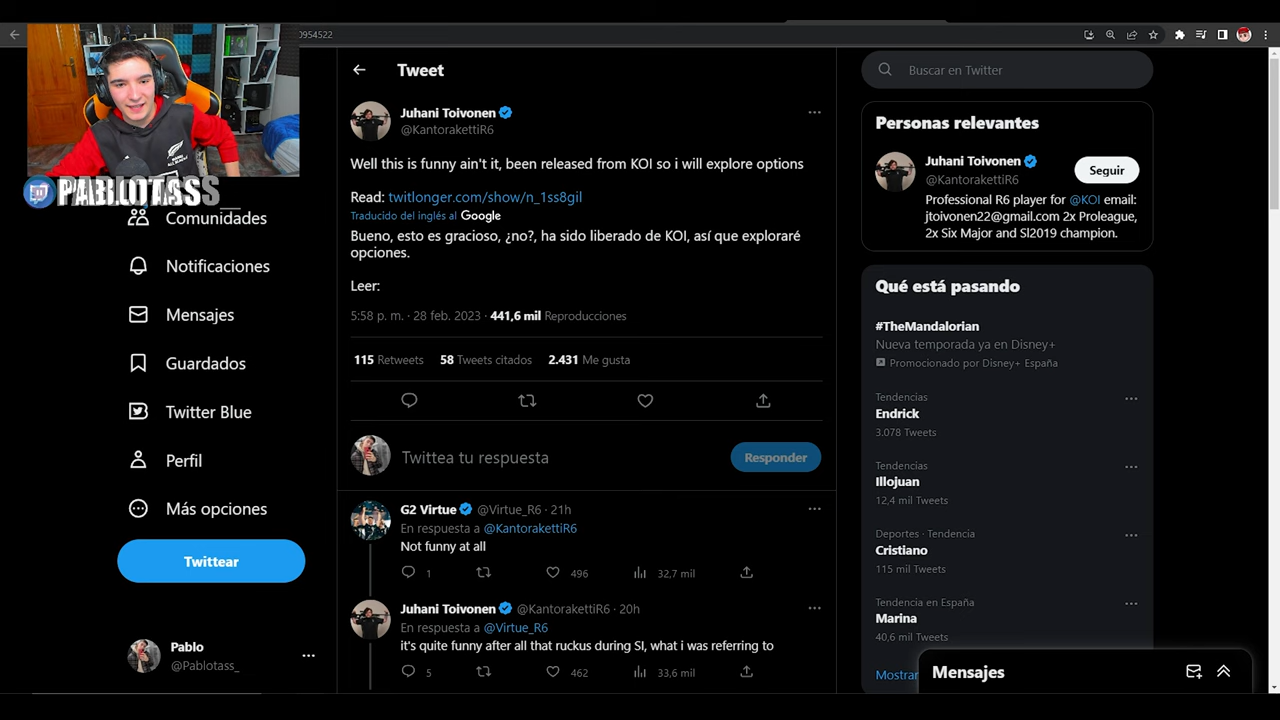 0954522
PABLOTASS_
Comunidades
Notificaciones
Mensajes
Guardados
Twitter Blue
Perfil
Más opciones
Twittear
Pablo
@Pablotass_
Tweet
Juhani Toivonen
@KantorakettiR6
Well this is funny ain't it, been released from KOI so i will explore options
Read: twitlonger.com/show/n_1ss8gil
Traducido del inglés al Google
Bueno, esto es gracioso, ¿no?, ha sido liberado de KOI, así que exploraré
opciones.
Leer:
5:58 p. m. · 28 feb. 2023 · 441,6 mil Reproducciones
115 Retweets 58 Tweets citados 2.431 Me gusta
Twittea tu respuesta
Responder
G2 Virtue @Virtue_R6 · 21h
En respuesta a @KantorakettiR6
Not funny at all
1 496 32,7 mil
Juhani Toivonen @KantorakettiR6 · 20h
En respuesta a @Virtue_R6
it's quite funny after all that ruckus during SI, what i was referring to
5 462 33,6 mil
Buscar en Twitter
Personas relevantes
Juhani Toivonen
@KantorakettiR6
Seguir
Professional R6 player for @KOI email:
jtoivonen22@gmail.com 2x Proleague,
2x Six Major and SI2019 champion.
Qué está pasando
#TheMandalorian
Nueva temporada ya en Disney+
Promocionado por Disney+ España
Tendencias
Endrick
3.078 Tweets
Tendencias
Illojuan
12,4 mil Tweets
Deportes · Tendencia
Cristiano
115 mil Tweets
Tendencia en España
Marina
40,6 mil Tweets
Mostrar
Mensajes